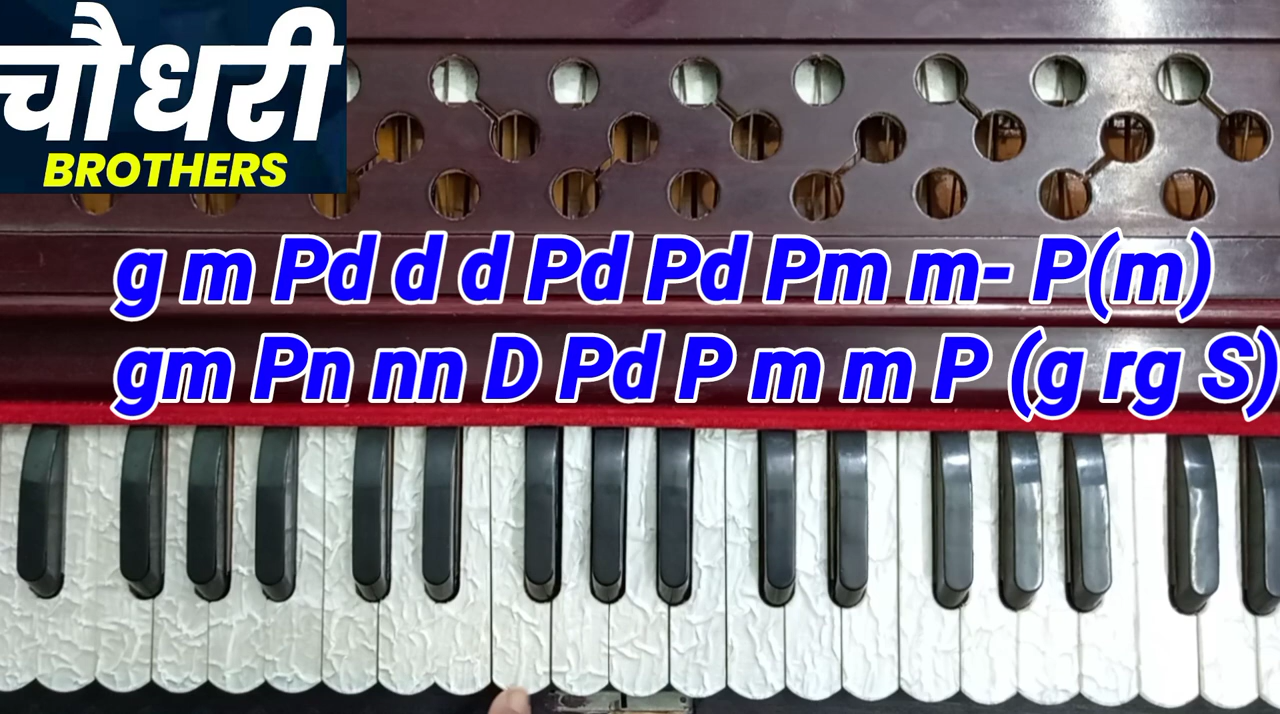 चौधरी
BROTHERS
g m Pd d d Pd Pd Pm m- P(m)
gm Pn nn D Pd P m m P (g rg S)